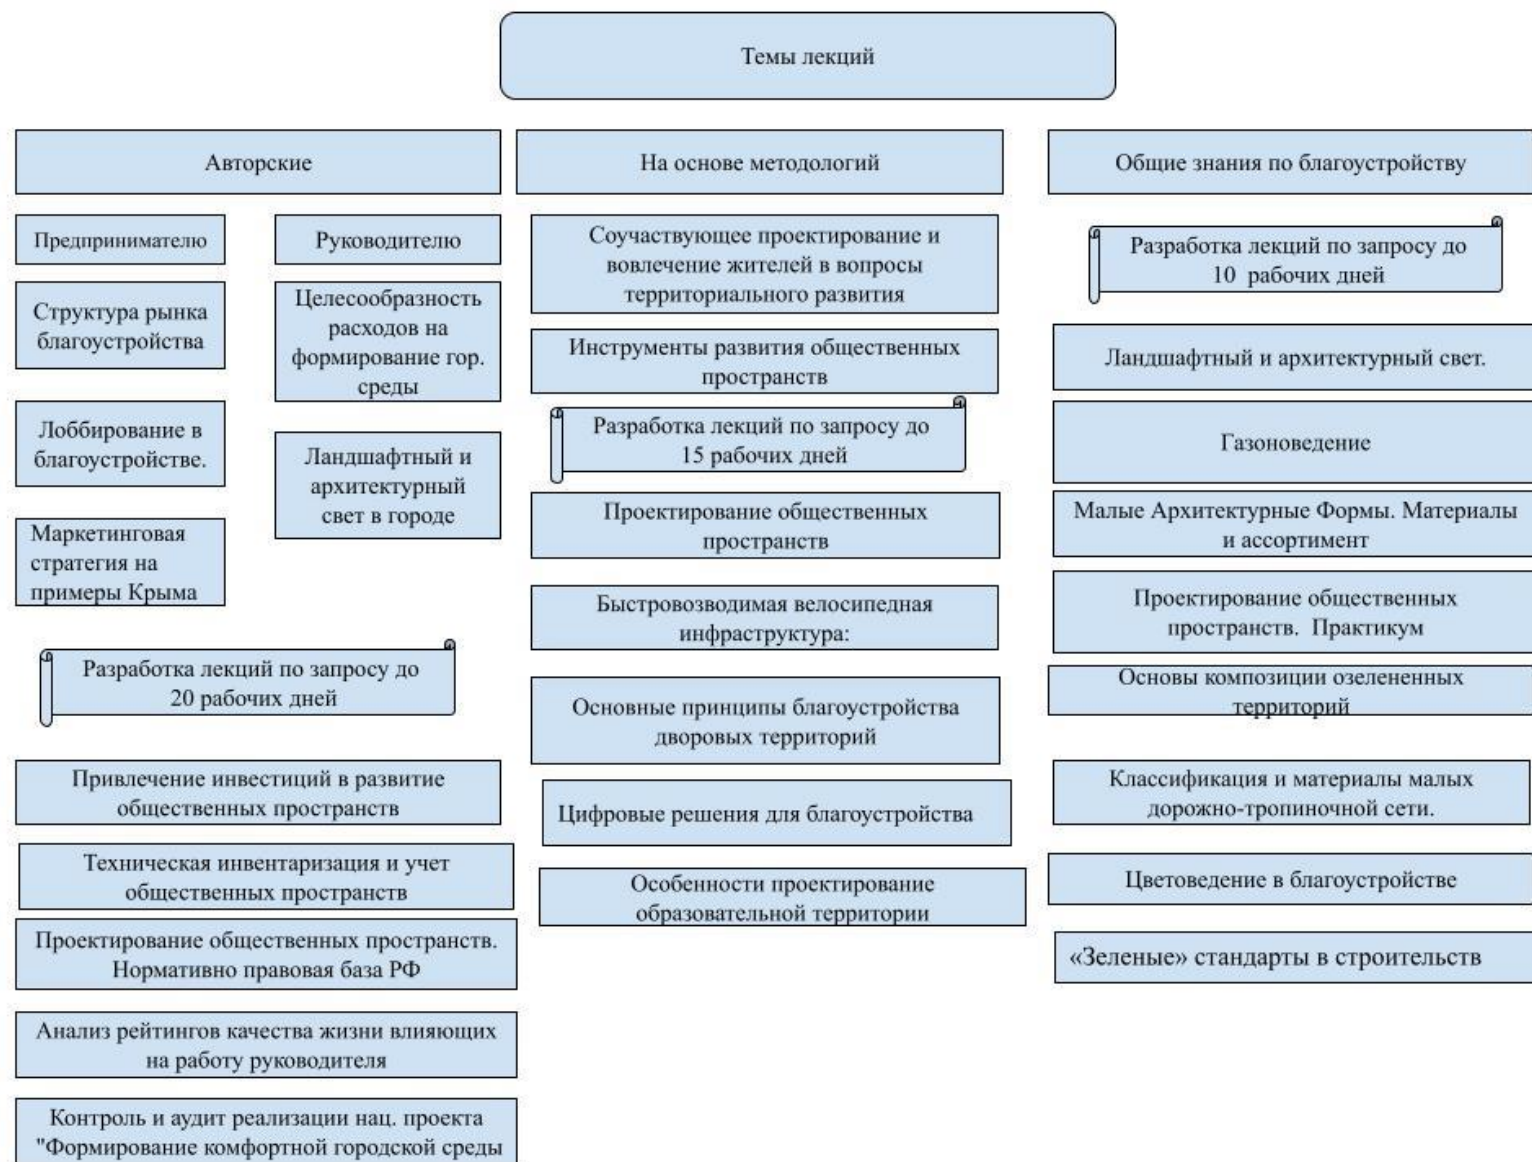 Темы лекций
Авторские
Предпринимателю
Структура рынка
благоустройства
Лоббирование в
благоустройстве.
Маркетинговая
стратегия на
примеры Крыма
Руководителю
Целесообразность
расходов на
формирование гор.
среды
Ландшафтный и
архитектурный
свет в городе
Разработка лекций по запросу до
20 рабочих дней
Привлечение инвестиций в развитие
общественных пространств
Техническая инвентаризация и учет
общественных пространств
Проектирование общественных пространств.
Нормативно правовая база РФ
Анализ рейтингов качества жизни влияющих
на работу руководителя
Контроль и аудит реализации нац. проекта
"Формирование комфортной городской среды
На основе методологий
Соучаствующее проектирование и
вовлечение жителей в вопросы
территориального развития
Инструменты развития общественных
пространств
Разработка лекций по запросу до
15 рабочих дней
Проектирование общественных
пространств
Быстровозводимая велосипедная
инфраструктура:
Основные принципы благоустройства
дворовых территорий
Цифровые решения для благоустройства
Особенности проектирование
образовательной территории
Общие знания по благоустройству
Разработка лекций по запросу до
10 рабочих дней
Ландшафтный и архитектурный свет.
Газоноведение
Малые Архитектурные Формы. Материалы
и ассортимент
Проектирование общественных
пространств. Практикум
Основы композиции озелененных
территорий
Классификация и материалы малых
дорожно-тропиночной сети.
Цветоведение в благоустройстве
«Зеленые» стандарты в строительств